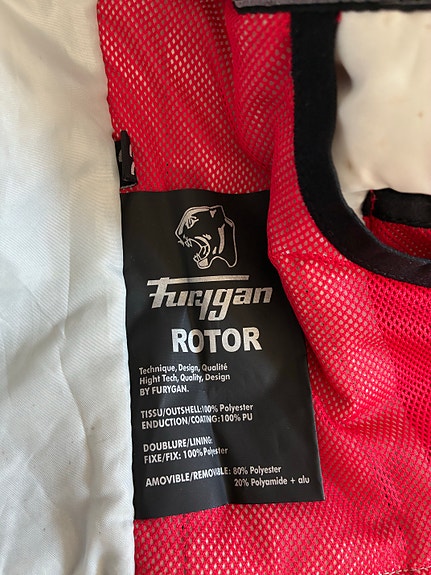 Furygan
ROTOR
Technique, Design, Qualité
Hight Tech, Quality, Design
BY FURYGAN.
TISSU/OUTSHELL:100% Polyester
ENDUCTION/COATING:100% PU
DOUBLURE/LINING:
FIXE/FIX: 100% Polyester
AMOVIBLE/REMOVABLE: 80% Polyester
20% Polyamide + alu